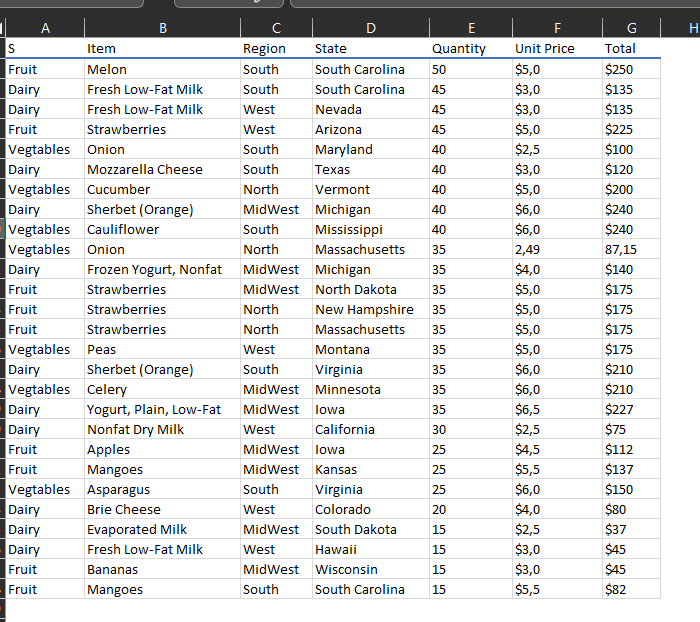 A B C D E F G H
S Item Region State Quantity Unit Price Total
Fruit Melon South South Carolina 50 $5,0 $250
Dairy Fresh Low-Fat Milk South South Carolina 45 $3,0 $135
Dairy Fresh Low-Fat Milk West Nevada 45 $3,0 $135
Fruit Strawberries West Arizona 45 $5,0 $225
Vegtables Onion South Maryland 40 $2,5 $100
Dairy Mozzarella Cheese South Texas 40 $3,0 $120
Vegtables Cucumber North Vermont 40 $5,0 $200
Dairy Sherbet (Orange) MidWest Michigan 40 $6,0 $240
Vegtables Cauliflower South Mississippi 40 $6,0 $240
Vegtables Onion North Massachusetts 35 2,49 87,15
Dairy Frozen Yogurt, Nonfat MidWest Michigan 35 $4,0 $140
Fruit Strawberries MidWest North Dakota 35 $5,0 $175
Fruit Strawberries North New Hampshire 35 $5,0 $175
Fruit Strawberries North Massachusetts 35 $5,0 $175
Vegtables Peas West Montana 35 $5,0 $175
Dairy Sherbet (Orange) South Virginia 35 $6,0 $210
Vegtables Celery MidWest Minnesota 35 $6,0 $210
Dairy Yogurt, Plain, Low-Fat MidWest Iowa 35 $6,5 $227
Dairy Nonfat Dry Milk West California 30 $2,5 $75
Fruit Apples MidWest Iowa 25 $4,5 $112
Fruit Mangoes MidWest Kansas 25 $5,5 $137
Vegtables Asparagus South Virginia 25 $6,0 $150
Dairy Brie Cheese West Colorado 20 $4,0 $80
Dairy Evaporated Milk MidWest South Dakota 15 $2,5 $37
Dairy Fresh Low-Fat Milk West Hawaii 15 $3,0 $45
Fruit Bananas MidWest Wisconsin 15 $3,0 $45
Fruit Mangoes South South Carolina 15 $5,5 $82